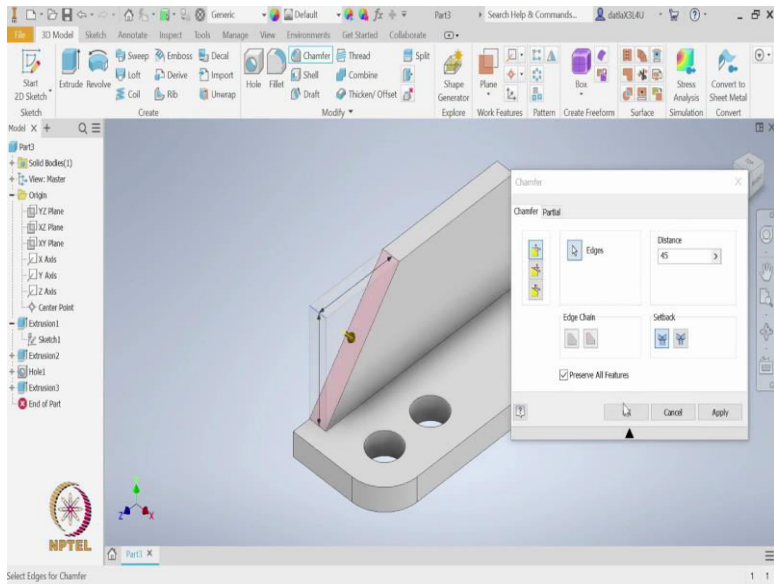 Generic Default Part3 Search Help & Commands... datlaX3L4U
File 3D Model Sketch Annotate Inspect Tools Manage View Environments Get Started Collaborate
Start 2D Sketch Extrude Revolve Sweep Emboss Decal Hole Fillet Chamfer Thread Split Shape Generator Plane Box Stress Analysis Convert to Sheet Metal
Loft Derive Import Shell Combine
Coil Rib Unwrap Draft Thicken/ Offset
Sketch Create Modify Explore Work Features Pattern Create Freeform Surface Simulation Convert
Model X +
Part3
Solid Bodies(1)
View: Master
Origin
YZ Plane
XZ Plane
XY Plane
X Axis
Y Axis
Z Axis
Center Point
Extrusion1
Sketch1
Extrusion2
Hole1
Extrusion3
End of Part
Chamfer
Chamfer Partial
Edges
Distance
45
Edge Chain
Setback
Preserve All Features
Cancel Apply
Z X
NPTEL
Part3 X
Select Edges for Chamfer
1 1